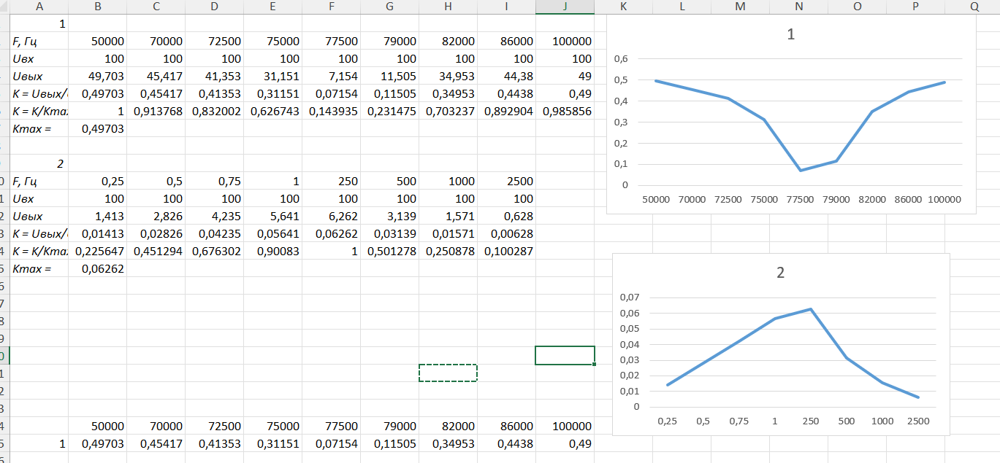 A B C D E F G H I J K L M N O P Q
1
F, Гц 50000 70000 72500 75000 77500 79000 82000 86000 100000
Uвх 100 100 100 100 100 100 100 100 100
Uвых 49,703 45,417 41,353 31,151 7,154 11,505 34,953 44,38 49
K = Uвых/ 0,49703 0,45417 0,41353 0,31151 0,07154 0,11505 0,34953 0,4438 0,49
K = K/Kma 1 0,913768 0,832002 0,626743 0,143935 0,231475 0,703237 0,892904 0,985856
Kmax = 0,49703
2
0 F, Гц 0,25 0,5 0,75 1 250 500 1000 2500
1 Uвх 100 100 100 100 100 100 100 100
2 Uвых 1,413 2,826 4,235 5,641 6,262 3,139 1,571 0,628
3 K = Uвых/ 0,01413 0,02826 0,04235 0,05641 0,06262 0,03139 0,01571 0,00628
4 K = K/Kma 0,225647 0,451294 0,676302 0,90083 1 0,501278 0,250878 0,100287
5 Kmax = 0,06262
6
7
8
9
0
1
2
3
4 50000 70000 72500 75000 77500 79000 82000 86000 100000
5 1 0,49703 0,45417 0,41353 0,31151 0,07154 0,11505 0,34953 0,4438 0,49
1
0,6
0,5
0,4
0,3
0,2
0,1
0
50000 70000 72500 75000 77500 79000 82000 86000 100000
2
0,07
0,06
0,05
0,04
0,03
0,02
0,01
0
0,25 0,5 0,75 1 250 500 1000 2500